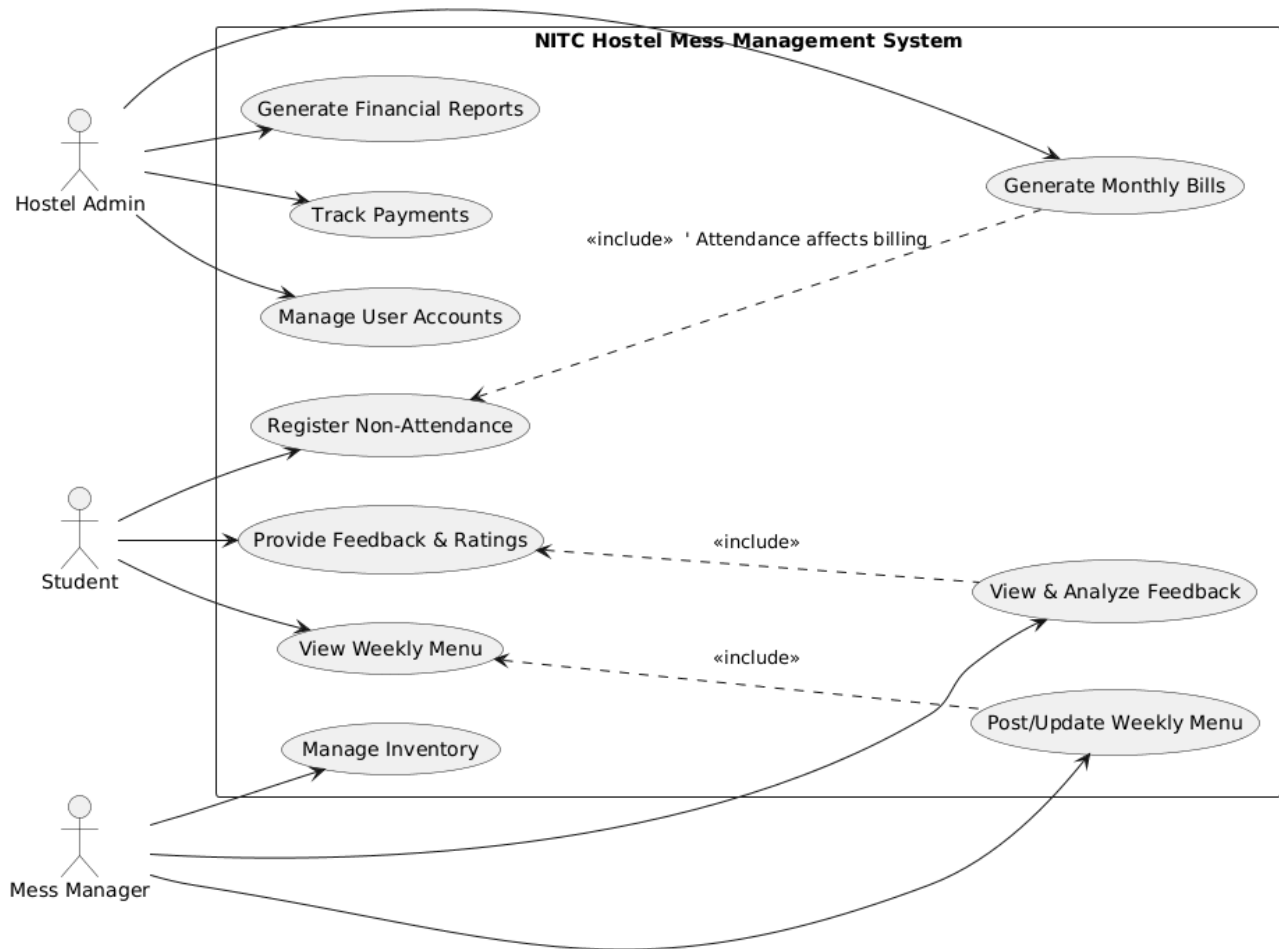 NITC Hostel Mess Management System
Generate Financial Reports
Generate Monthly Bills
Hostel Admin
Track Payments
«include»  ' Attendance affects billing
Manage User Accounts
Register Non-Attendance
Provide Feedback & Ratings
«include»
Student
View & Analyze Feedback
View Weekly Menu
«include»
Post/Update Weekly Menu
Manage Inventory
Mess Manager